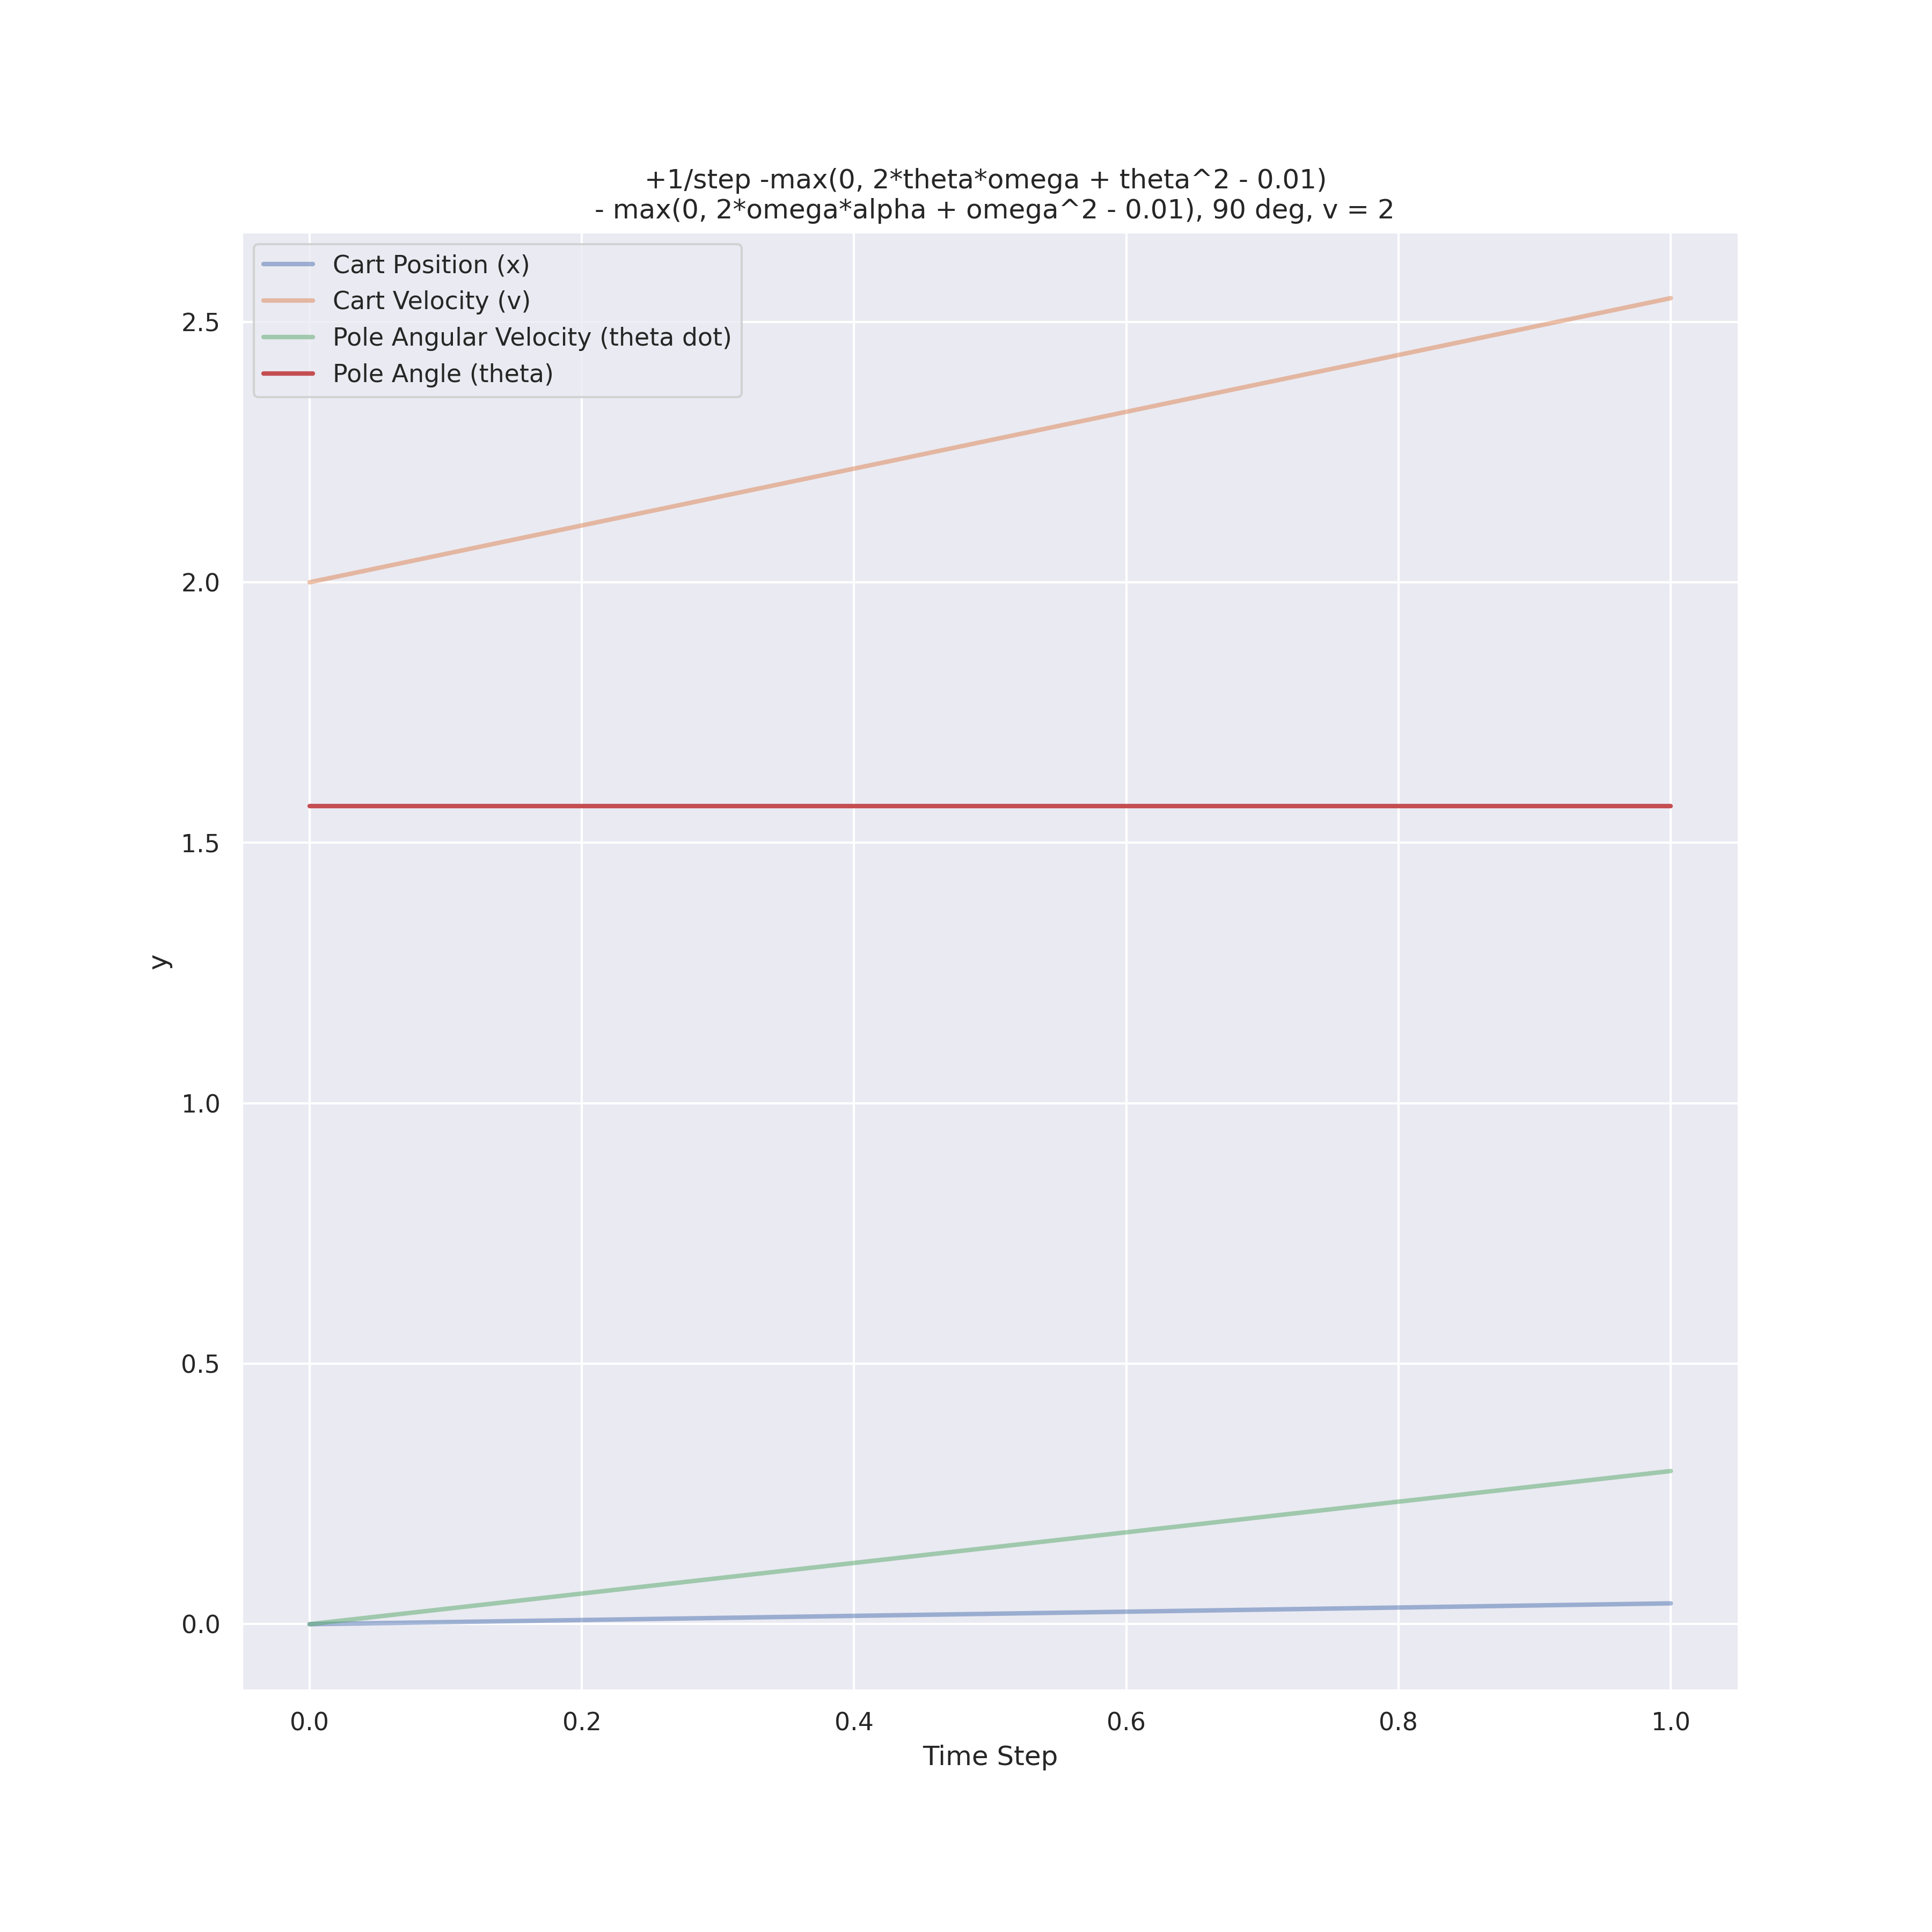 +1/step -max(0, 2*theta*omega + theta^2 - 0.01)
- max(0, 2*omega*alpha + omega^2 - 0.01), 90 deg, v = 2
Cart Position (x)
Cart Velocity (v)
Pole Angular Velocity (theta dot)
Pole Angle (theta)
2.5
2.0
1.5
1.0
0.5
0.0
y
0.0 0.2 0.4 0.6 0.8 1.0
Time Step